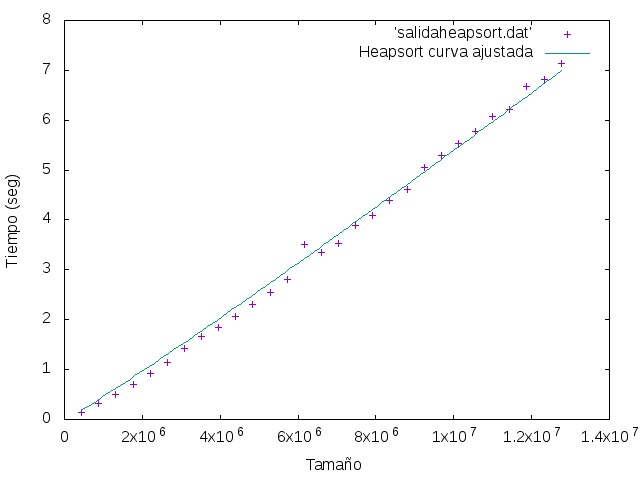 8
7
6
5
4
3
2
1
0
Tiempo (seg)
'salidaheapsort.dat'
Heapsort curva ajustada
0 2x10^6 4x10^6 6x10^6 8x10^6 1x10^7 1.2x10^7 1.4x10^7
Tamaño